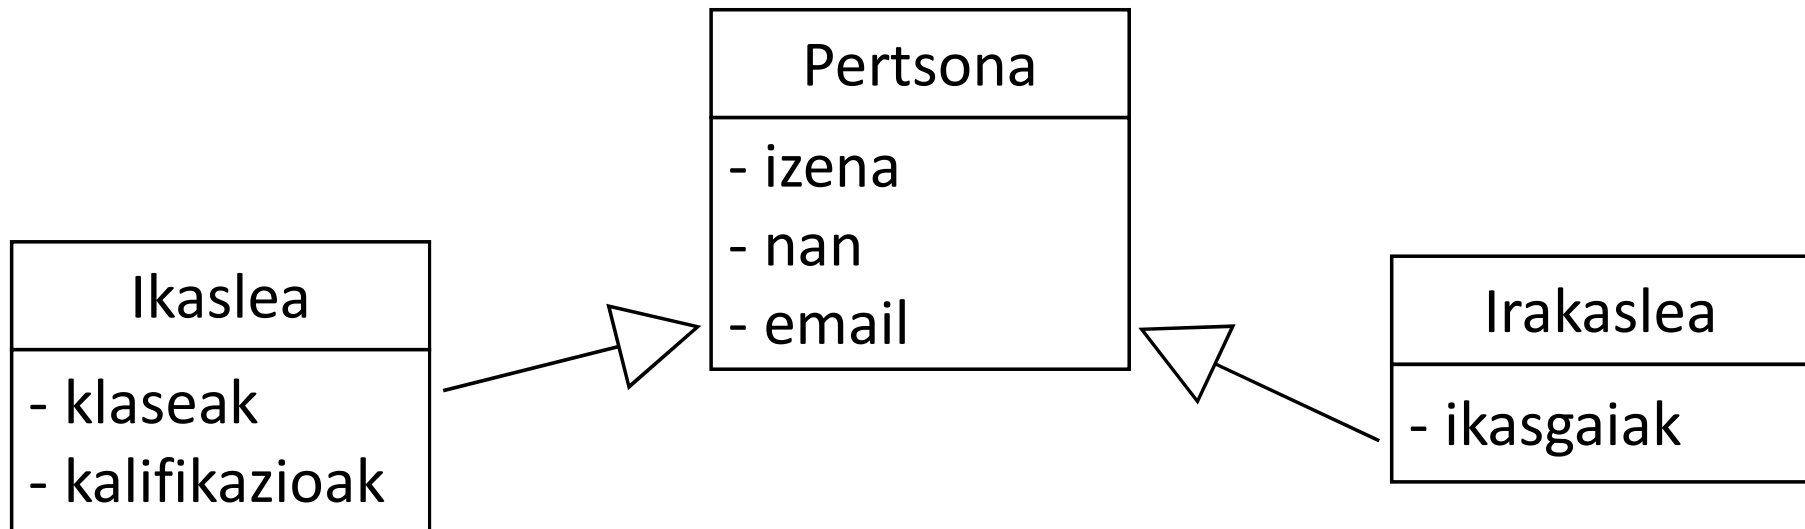 Pertsona
- izena
- nan
- email
Ikaslea
- klaseak
- kalifikazioak
Irakaslea
- ikasgaiak